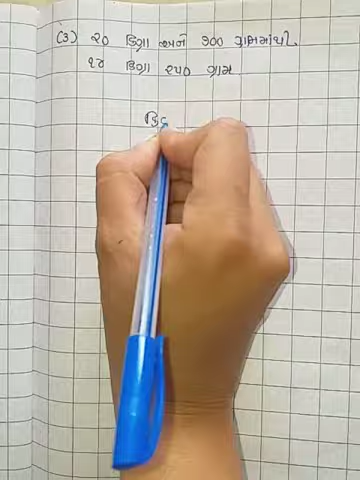 (૩) ૨૦ કિગ્રા અને ૭૦૦ ગ્રામમાંથી.
૧૨ કિગ્રા ૨૫૦ ગ્રામ
કિ